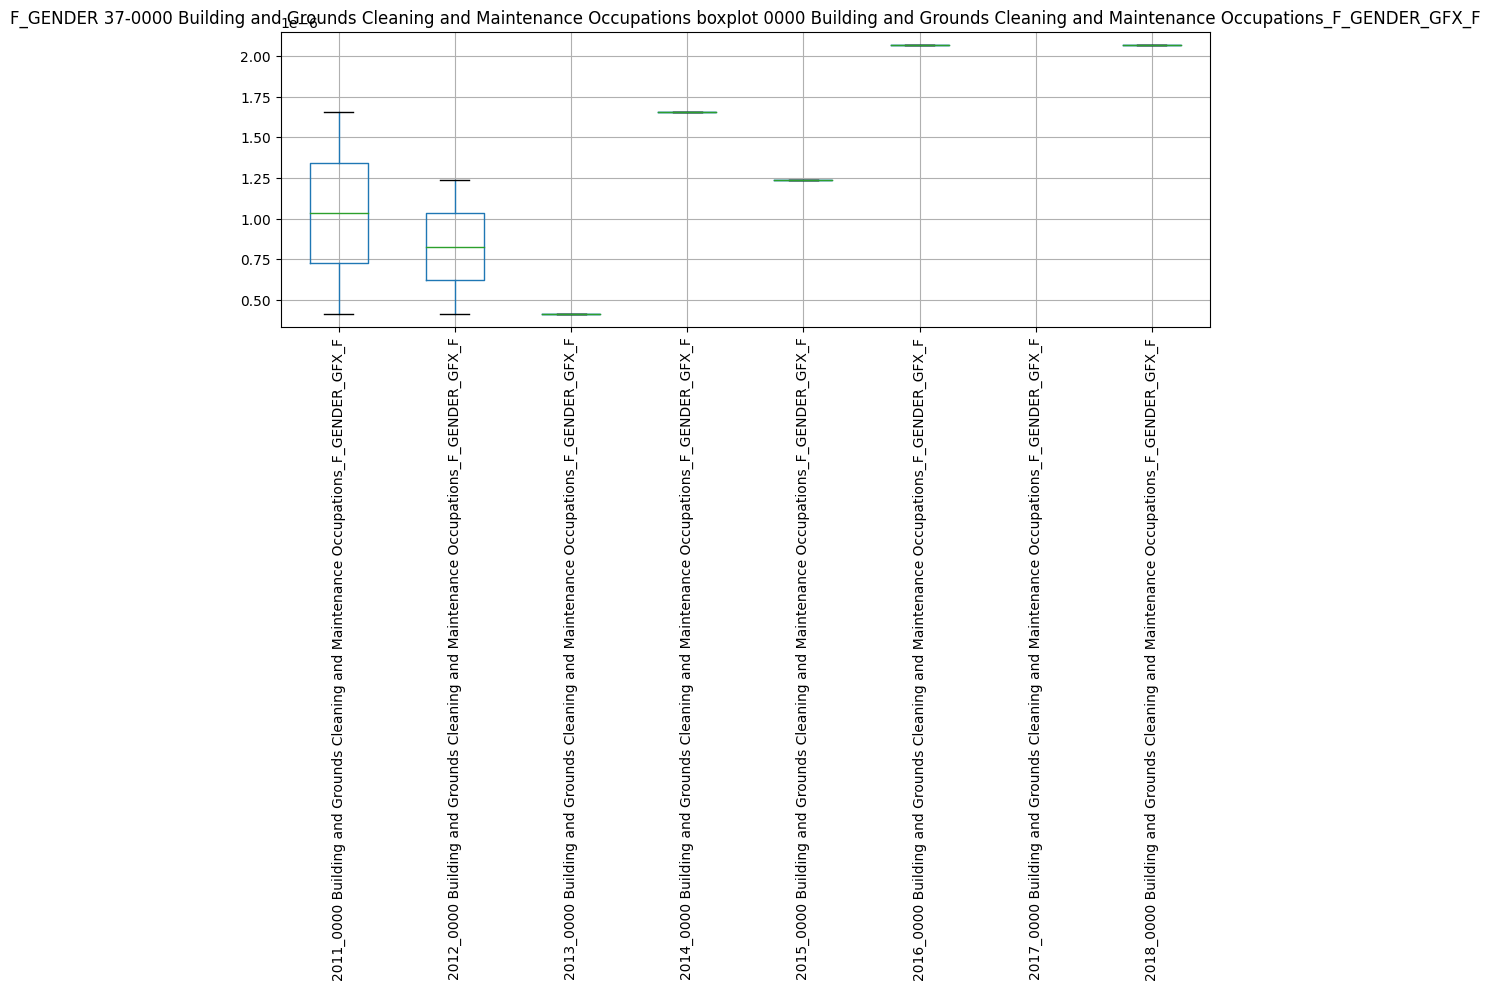 F_GENDER 37-0000 Building and Grounds Cleaning and Maintenance Occupations boxplot 0000 Building and Grounds Cleaning and Maintenance Occupations_F_GENDER_GFX_F
1e−6
2.00
1.75
1.50
1.25
1.00
0.75
0.50
2011_0000 Building and Grounds Cleaning and Maintenance Occupations_F_GENDER_GFX_F
2012_0000 Building and Grounds Cleaning and Maintenance Occupations_F_GENDER_GFX_F
2013_0000 Building and Grounds Cleaning and Maintenance Occupations_F_GENDER_GFX_F
2014_0000 Building and Grounds Cleaning and Maintenance Occupations_F_GENDER_GFX_F
2015_0000 Building and Grounds Cleaning and Maintenance Occupations_F_GENDER_GFX_F
2016_0000 Building and Grounds Cleaning and Maintenance Occupations_F_GENDER_GFX_F
2017_0000 Building and Grounds Cleaning and Maintenance Occupations_F_GENDER_GFX_F
2018_0000 Building and Grounds Cleaning and Maintenance Occupations_F_GENDER_GFX_F